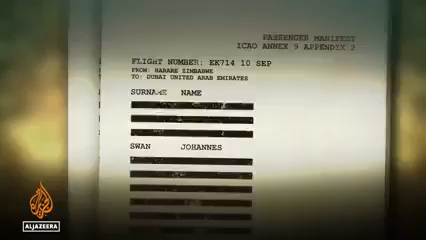 PASSENGER MANIFEST
ICAO ANNEX 9 APPENDIX 2
FLIGHT NUMBER: EK714 10 SEP
FROM: HARARE ZIMBABWE
TO: DUBAI UNITED ARAB EMIRATES
SURNAME NAME
SWAN JOHANNES
ALJAZEERA